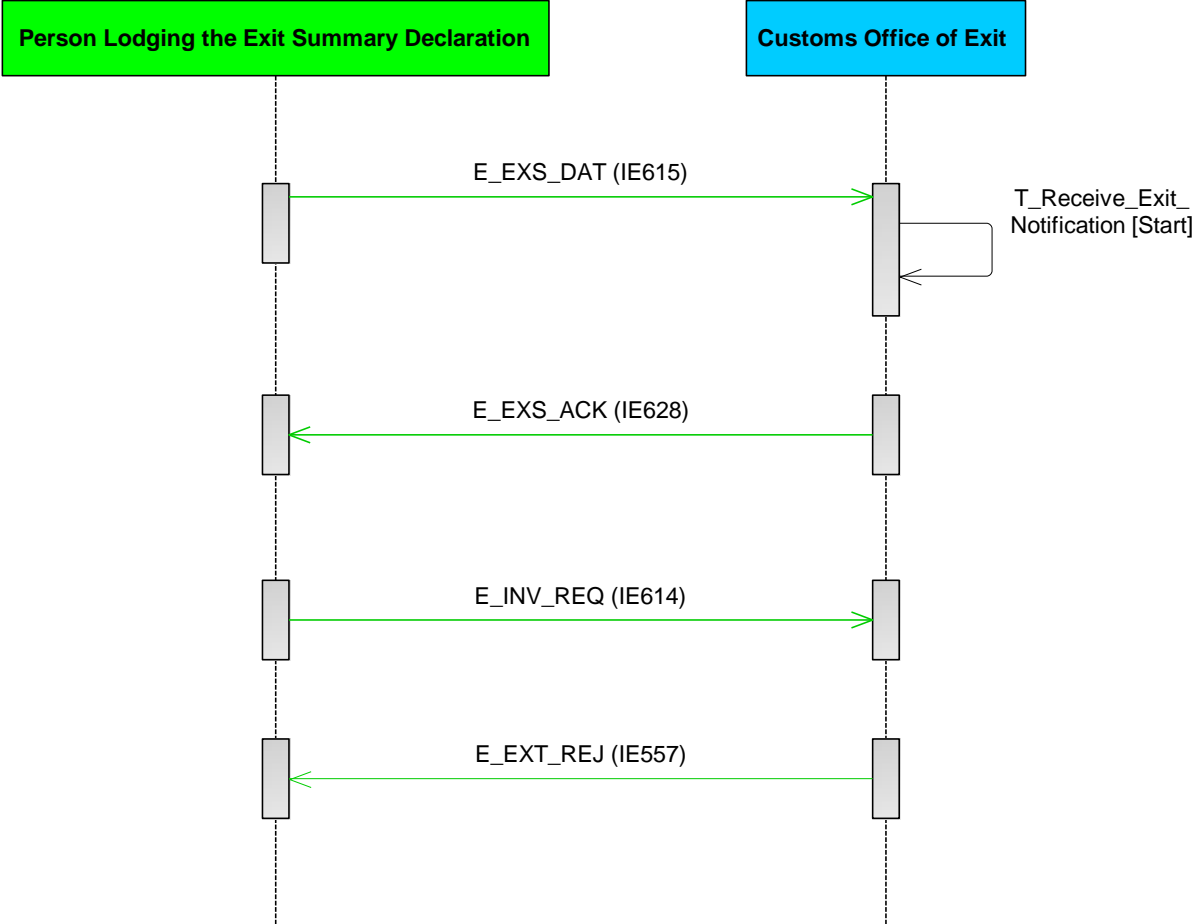 Person Lodging the Exit Summary Declaration
Customs Office of Exit
E_EXS_DAT (IE615)
T_Receive_Exit_
Notification [Start]
E_EXS_ACK (IE628)
E_INV_REQ (IE614)
E_EXT_REJ (IE557)